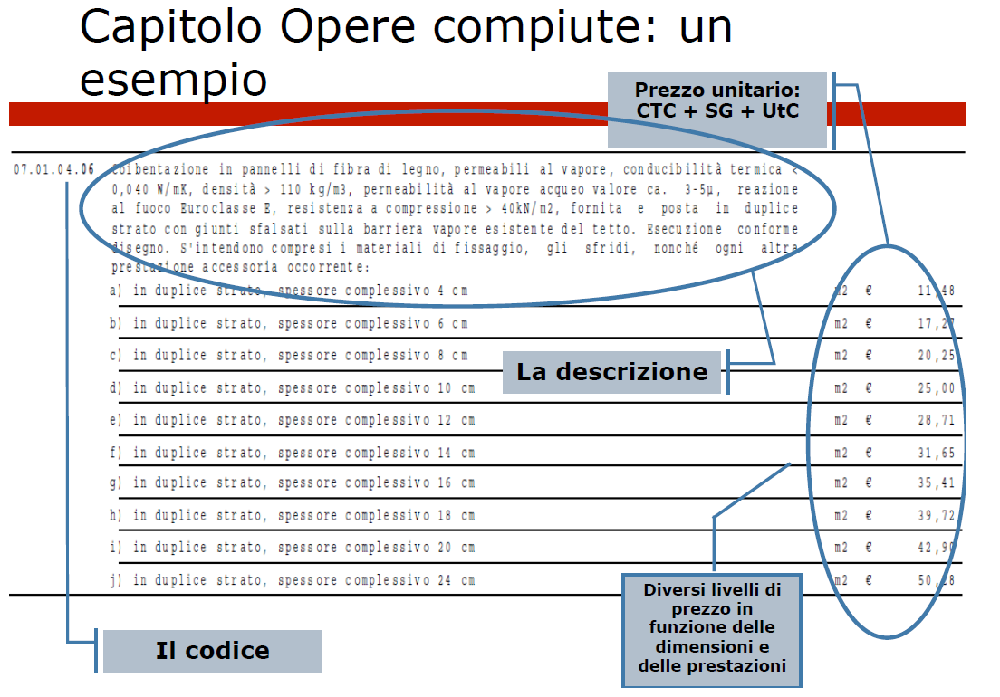 Capitolo Opere compiute: un
esempio
Prezzo unitario:
CTC + SG + UtC
07.01.04.06 Coibentazione in pannelli di fibra di legno, permeabili al vapore, conducibilità termica <
0,040 W/mK, densità > 110 kg/m3, permeabilità al vapore acqueo valore ca. 3-5µ, reazione
al fuoco Euroclasse E, resistenza a compressione > 40kN/m2, fornita e posta in duplice
strato con giunti sfalsati sulla barriera vapore esistente del tetto. Esecuzione conforme
disegno. S'intendono compresi i materiali di fissaggio, gli sfridi, nonché ogni altra
prestazione accessoria occorrente:
a) in duplice strato, spessore complessivo 4 cm m2 € 11,48
b) in duplice strato, spessore complessivo 6 cm m2 € 17,27
c) in duplice strato, spessore complessivo 8 cm m2 € 20,25
La descrizione
d) in duplice strato, spessore complessivo 10 cm m2 € 25,00
e) in duplice strato, spessore complessivo 12 cm m2 € 28,71
f) in duplice strato, spessore complessivo 14 cm m2 € 31,65
g) in duplice strato, spessore complessivo 16 cm m2 € 35,41
h) in duplice strato, spessore complessivo 18 cm m2 € 39,72
i) in duplice strato, spessore complessivo 20 cm m2 € 42,90
j) in duplice strato, spessore complessivo 24 cm m2 € 50,28
Diversi livelli di
prezzo in
funzione delle
dimensioni e
delle prestazioni
Il codice